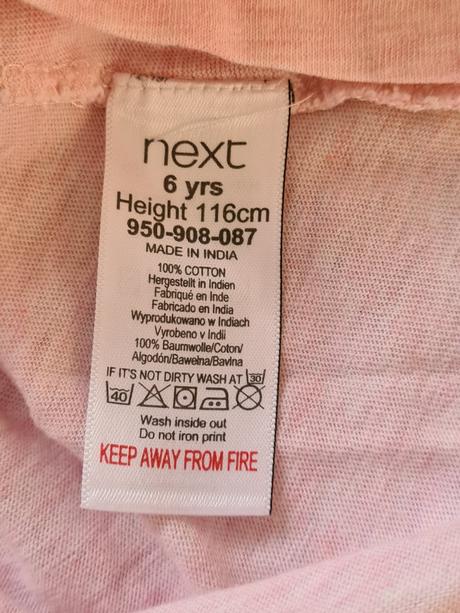 next
6 yrs
Height 116cm
950-908-087
MADE IN INDIA
100% COTTON
Hergestellt in Indien
Fabriqué en Inde
Fabricado en India
Wyprodukowano w Indiach
Vyrobeno v Indii
100% Baumwolle/Coton/
Algodón/Bawełna/Bavlna
IF IT'S NOT DIRTY WASH AT 30
40
Wash inside out
Do not iron print
KEEP AWAY FROM FIRE